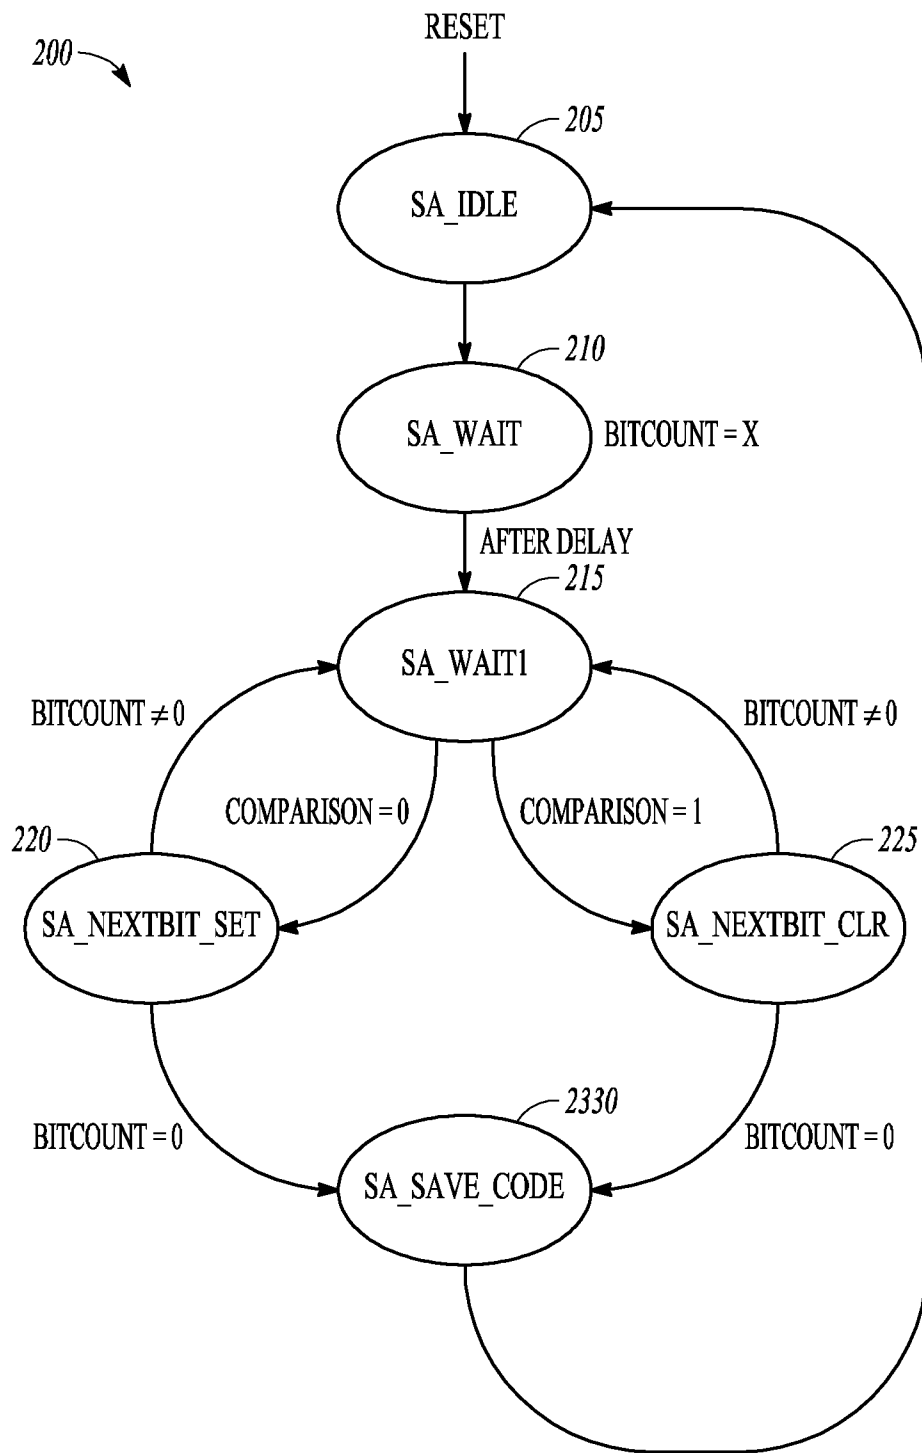 RESET
200
205
SA_IDLE
210
SA_WAIT
BITCOUNT = X
AFTER DELAY
215
SA_WAIT1
BITCOUNT ≠ 0
BITCOUNT ≠ 0
COMPARISON = 0
COMPARISON = 1
220
225
SA_NEXTBIT_SET
SA_NEXTBIT_CLR
2330
BITCOUNT = 0
BITCOUNT = 0
SA_SAVE_CODE